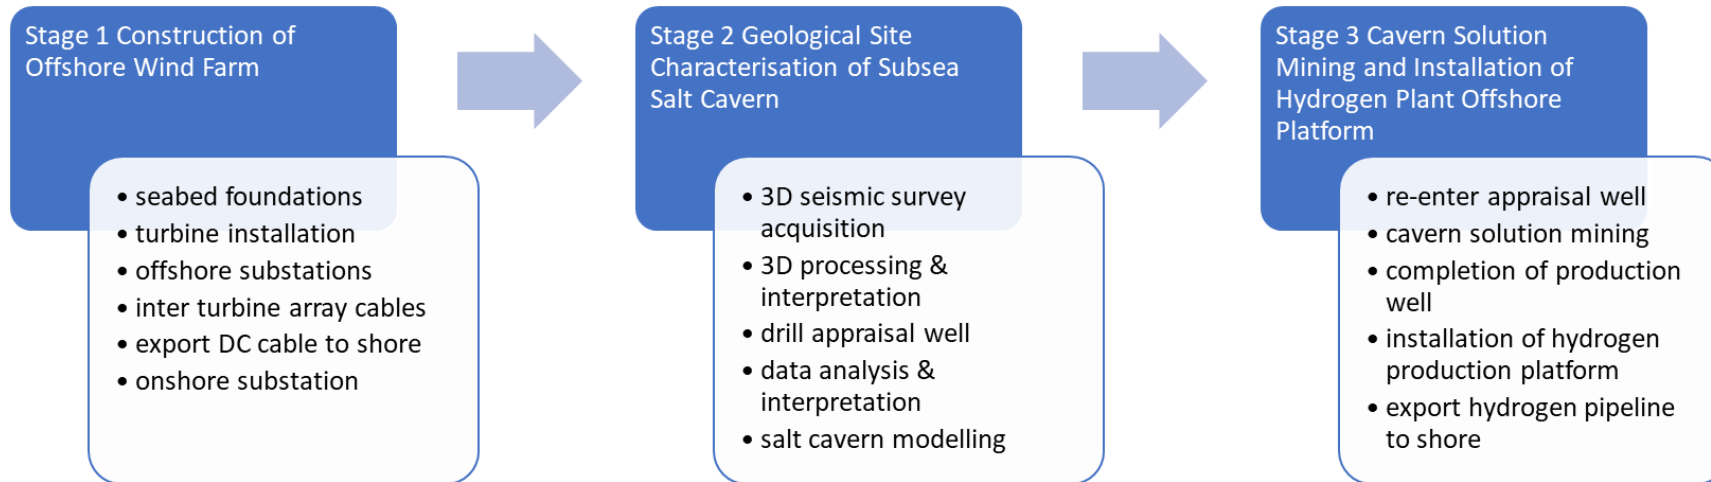 Stage 1 Construction of
Offshore Wind Farm
• seabed foundations
• turbine installation
• offshore substations
• inter turbine array cables
• export DC cable to shore
• onshore substation
Stage 2 Geological Site
Characterisation of Subsea
Salt Cavern
• 3D seismic survey
acquisition
• 3D processing &
interpretation
• drill appraisal well
• data analysis &
interpretation
• salt cavern modelling
Stage 3 Cavern Solution
Mining and Installation of
Hydrogen Plant Offshore
Platform
• re-enter appraisal well
• cavern solution mining
• completion of production
well
• installation of hydrogen
production platform
• export hydrogen pipeline
to shore